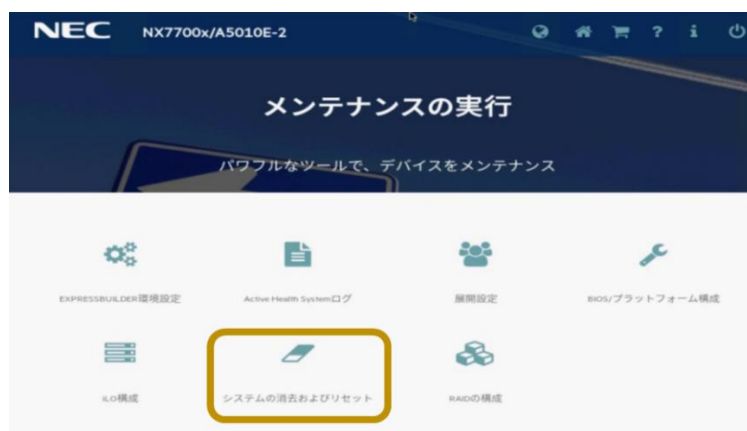 NEC NX7700x/A5010E-2
メンテナンスの実行
パワフルなツールで、デバイスをメンテナンス
EXPRESSBUILDER環境設定
Active Health Systemログ
展開設定
BIOS/プラットフォーム構成
iLO構成
システムの消去およびリセット
RAIDの構成